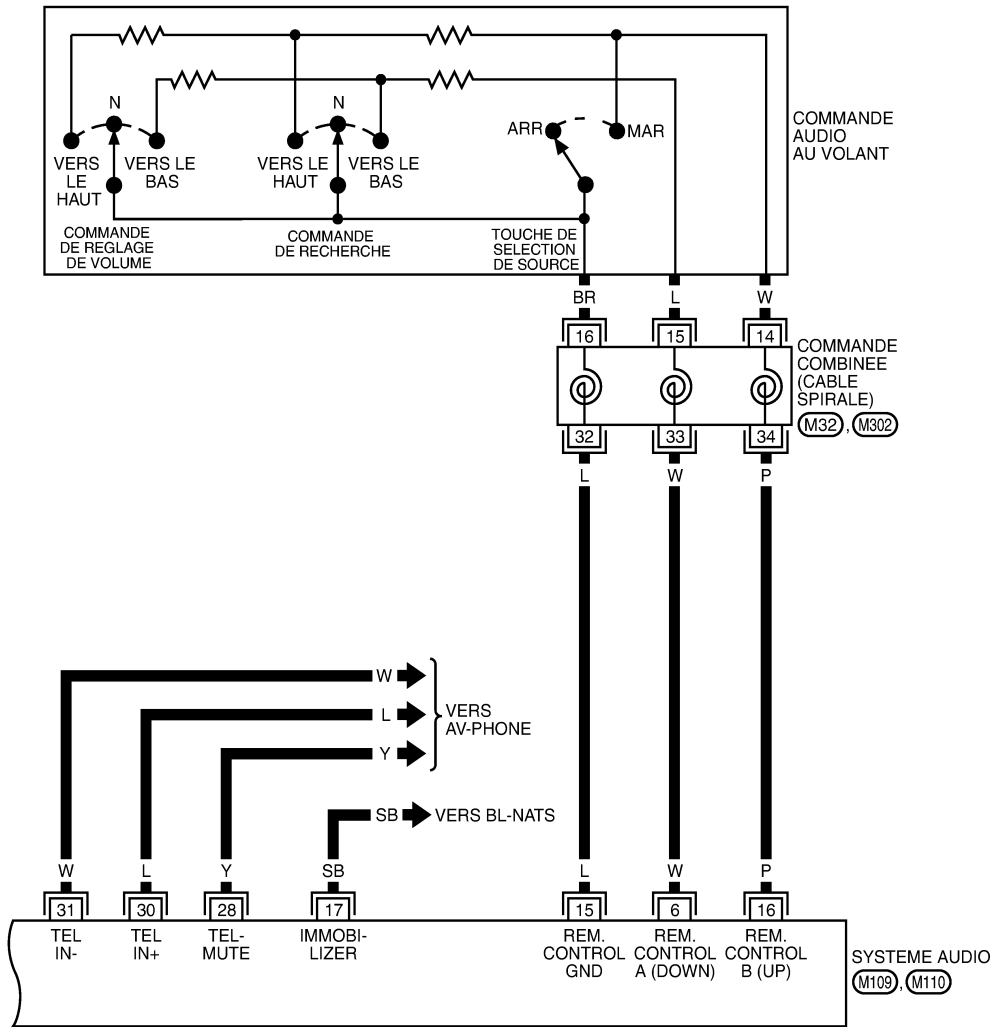 N
N
ARR
MAR
COMMANDE
AUDIO
AU VOLANT
VERS
LE
HAUT
VERS LE
BAS
VERS LE
HAUT
VERS LE
BAS
COMMANDE
DE REGLAGE
DE VOLUME
COMMANDE
DE RECHERCHE
TOUCHE DE
SELECTION
DE SOURCE
BR
L
W
16
15
14
COMMANDE
COMBINEE
(CABLE
SPIRALE)
M32, M302
32
33
34
L
W
P
W
L
Y
VERS
AV-PHONE
SB
VERS BL-NATS
W
L
Y
SB
L
W
P
31
30
28
17
15
6
16
TEL
IN-
TEL
IN+
TEL-
MUTE
IMMOBI-
LIZER
REM.
CONTROL
GND
REM.
CONTROL
A (DOWN)
REM.
CONTROL
B (UP)
SYSTEME AUDIO
M109, M110